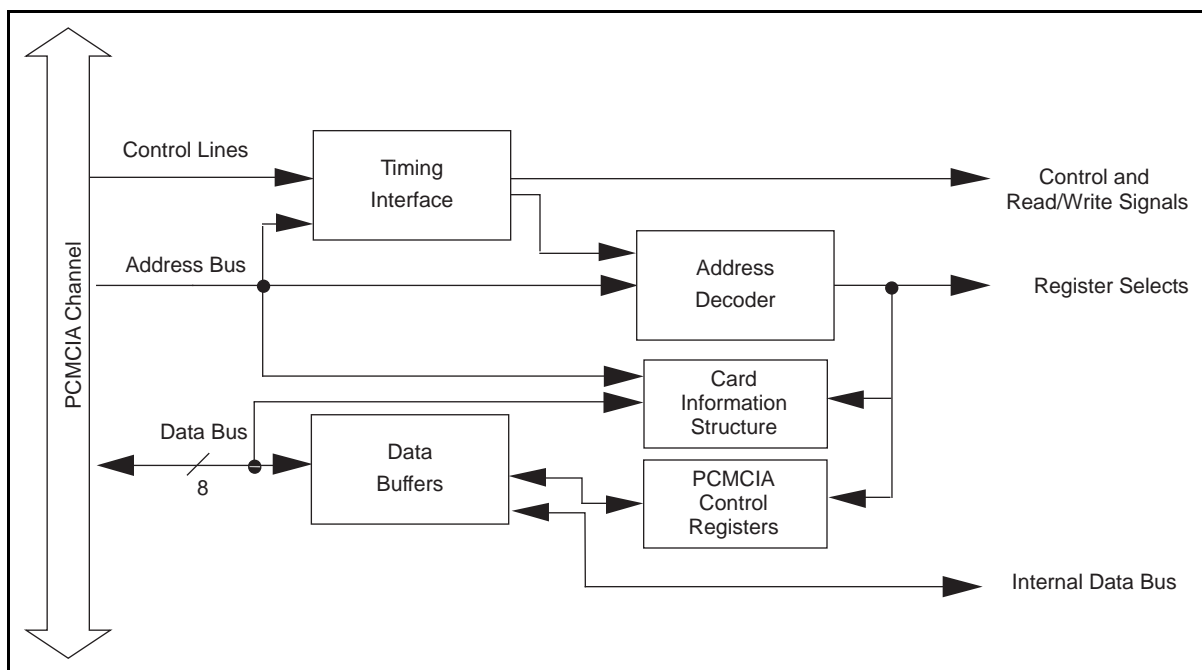 PCMCIA Channel
Control Lines
Timing
Interface
Control and
Read/Write Signals
Address Bus
Address
Decoder
Register Selects
Card
Information
Structure
Data Bus
8
Data
Buffers
PCMCIA
Control
Registers
Internal Data Bus